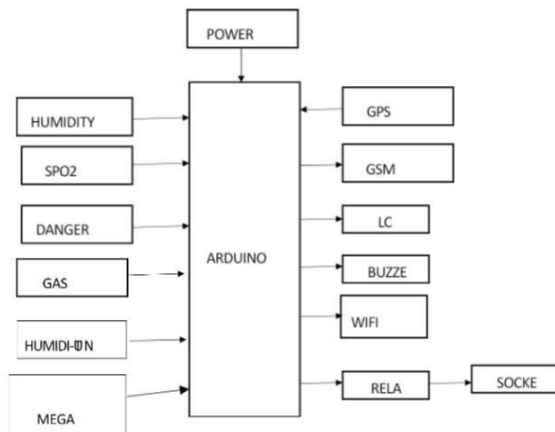 POWER
HUMIDITY
SPO2
DANGER
GAS
MEGA
ARDUINO
GPS
GSM
LC
BUZZE
WIFI
RELA
SOCKE